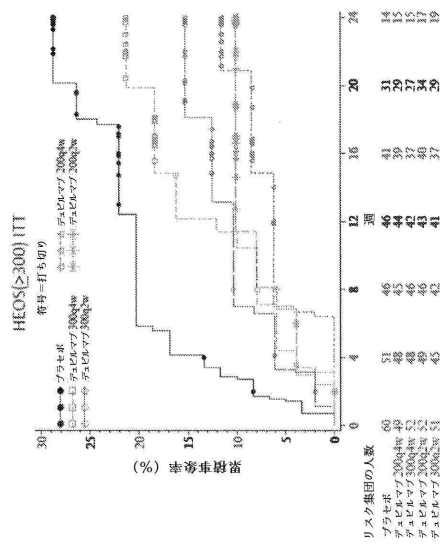 HEOS(≥300) ITT
符号=打ち切り
プラセボ
デュピルマブ 300q4w
デュピルマブ 300q2w
デュピルマブ 200q4w
デュピルマブ 200q2w
累積事象率 (%)
30
25
20
15
10
5
0
0 4 8 12 16 20 24
週
リスク集団の人数
プラセボ 60 51 46 46 41 31 14
デュピルマブ 200q4w 49 48 45 44 39 29 15
デュピルマブ 300q4w 52 48 46 42 37 27 15
デュピルマブ 200q2w 52 49 46 43 40 34 17
デュピルマブ 300q2w 51 45 42 41 37 29 19